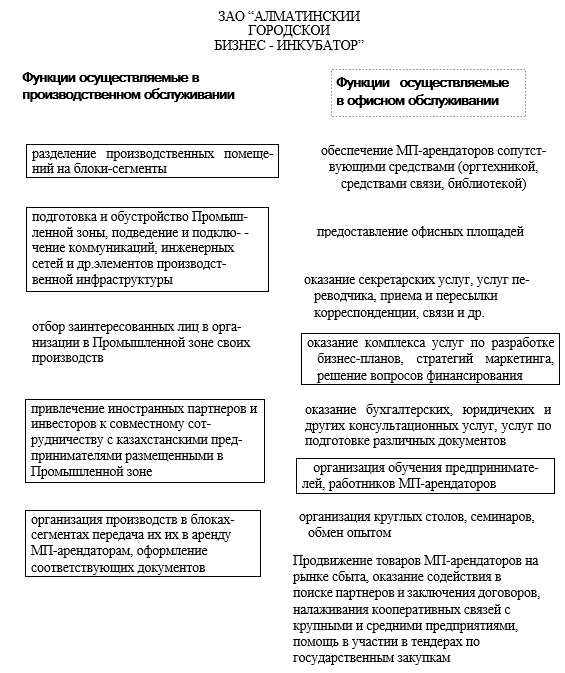 ЗАО “АЛМАТИНСКИИ
ГОРОДСКОИ
БИЗНЕС - ИНКУБАТОР”
Функции осуществляемые в
производственном обслуживании
разделение производственных помеще-
ний на блоки-сегменты
подготовка и обустройство Промыш-
ленной зоны, подведение и подклю- -
чение коммуникаций, инженерных
сетей и др.элементов производст-
венной инфраструктуры
отбор заинтересованных лиц в орга-
низации в Промышленной зоне своих
производств
привлечение иностранных партнеров и
инвесторов к совместному сот-
рудничеству с казахстанскими пред-
принимателями размещенными в
Промышленной зоне
организация производств в блоках-
сегментах передача их их в аренду
МП-арендаторам, оформление
соответствующих документов
Функции осуществляемые
в офисном обслуживании
обеспечение МП-арендаторов сопутст-
вующими средствами (оргтехникой,
средствами связи, библиотекой)
предоставление офисных площадей
оказание секретарских услуг, услуг пе-
реводчика, приема и пересылки
корреспонденции, связи и др.
оказание комплекса услуг по разработке
бизнес-планов, стратегий маркетинга,
решение вопросов финансирования
оказание бухгалтерских, юридичеких и
других консультационных услуг, услуг по
подготовке различных документов
организация обучения предпринимате-
лей, работников МП-арендаторов
организация круглых столов, семинаров,
обмен опытом
Продвижение товаров МП-арендаторов на
рынке сбыта, оказание содействия в
поиске партнеров и заключения договоров,
налаживания кооперативных связей с
крупными и средними предприятиями,
помощь в участии в тендерах по
государственным закупкам